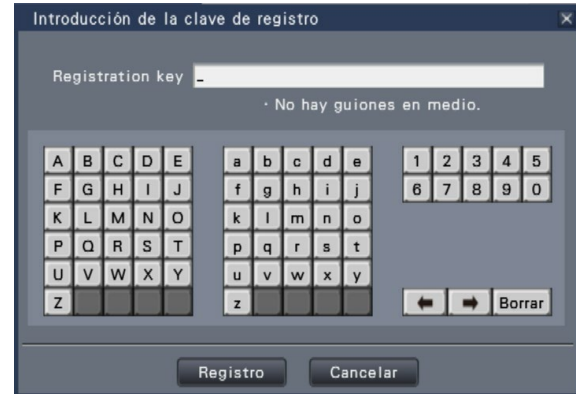 Introducción de la clave de registro
Registration key _
· No hay guiones en medio.
A B C D E a b c d e 1 2 3 4 5
F G H I J f g h i j 6 7 8 9 0
K L M N O k l m n o
P Q R S T p q r s t
U V W X Y u v w x y
Z z ← → Borrar
Registro Cancelar